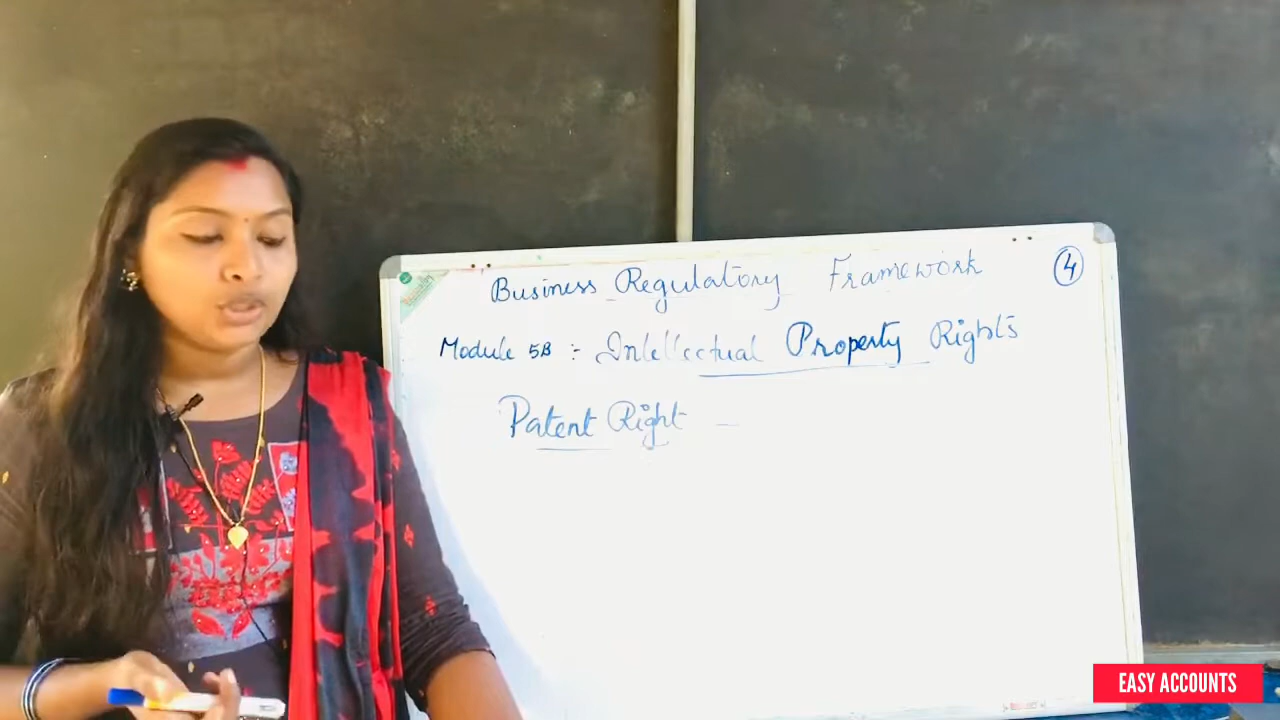 Business Regulatory Framework 4
Module 5B :- Intellectual Property Rights
Patent Right –
EASY ACCOUNTS